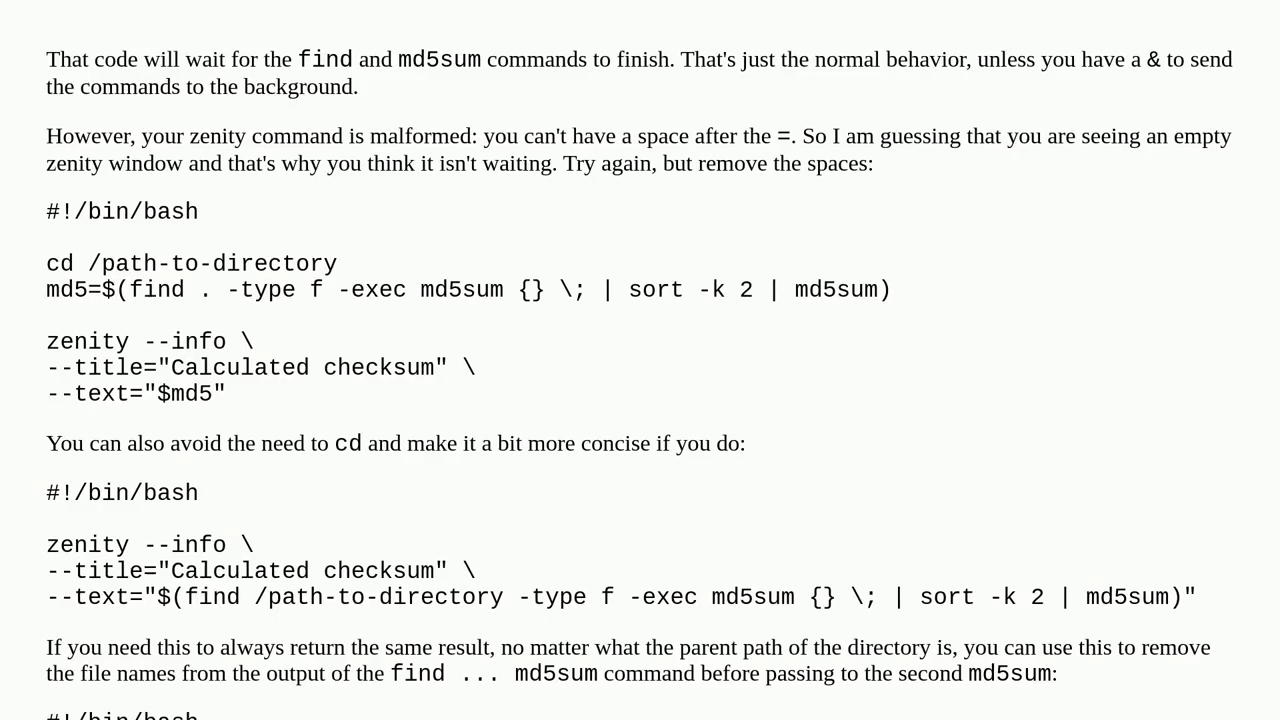 That code will wait for the find and md5sum commands to finish. That's just the normal behavior, unless you have a & to send
the commands to the background.
However, your zenity command is malformed: you can't have a space after the =. So I am guessing that you are seeing an empty
zenity window and that's why you think it isn't waiting. Try again, but remove the spaces:
#!/bin/bash
cd /path-to-directory
md5=$(find . -type f -exec md5sum {} \; | sort -k 2 | md5sum)
zenity --info \
--title="Calculated checksum" \
--text="$md5"
You can also avoid the need to cd and make it a bit more concise if you do:
#!/bin/bash
zenity --info \
--title="Calculated checksum" \
--text="$(find /path-to-directory -type f -exec md5sum {} \; | sort -k 2 | md5sum)"
If you need this to always return the same result, no matter what the parent path of the directory is, you can use this to remove
the file names from the output of the find ... md5sum command before passing to the second md5sum:
#!/bin/bash